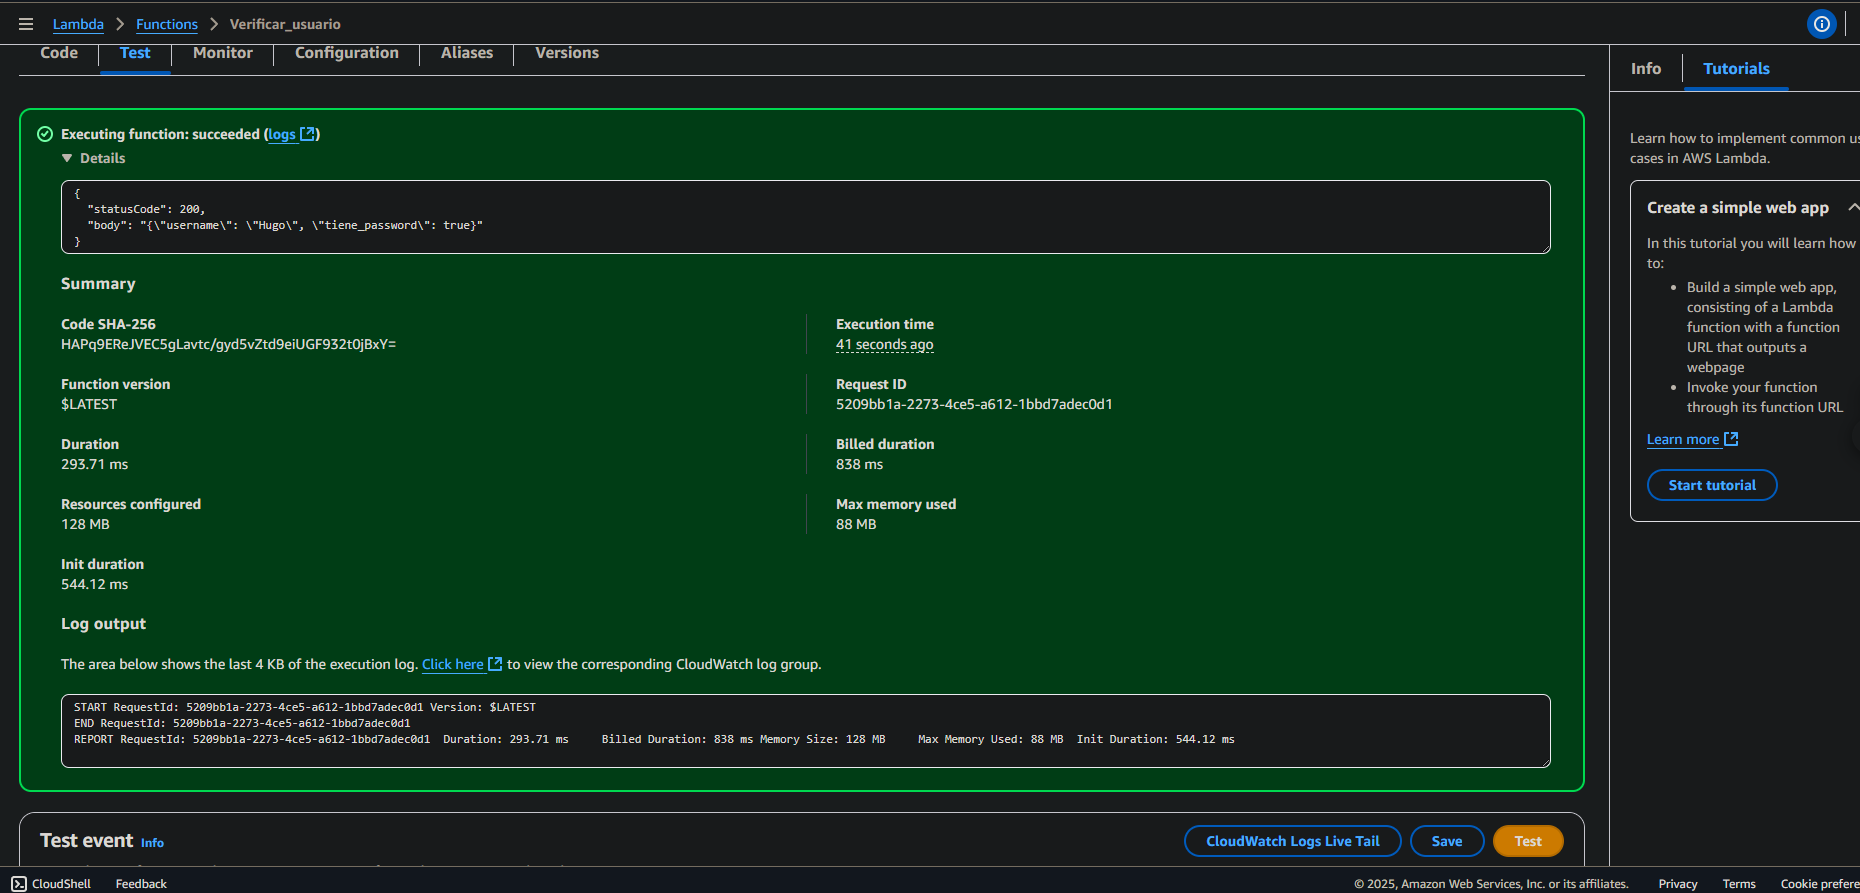 Lambda > Functions > Verificar_usuario
Code Test Monitor Configuration Aliases Versions
Info Tutorials
Executing function: succeeded (logs)
Details
{
"statusCode": 200,
"body": "{\"username\": \"Hugo\", \"tiene_password\": true}"
}
Summary
Code SHA-256
HAPq9EReJVEC5gLavtc/gyd5vZtd9eiUGF932t0jBxY=
Execution time
41 seconds ago
Function version
$LATEST
Request ID
5209bb1a-2273-4ce5-a612-1bbd7adec0d1
Duration
293.71 ms
Billed duration
838 ms
Resources configured
128 MB
Max memory used
88 MB
Init duration
544.12 ms
Log output
The area below shows the last 4 KB of the execution log. Click here to view the corresponding CloudWatch log group.
START RequestId: 5209bb1a-2273-4ce5-a612-1bbd7adec0d1 Version: $LATEST
END RequestId: 5209bb1a-2273-4ce5-a612-1bbd7adec0d1
REPORT RequestId: 5209bb1a-2273-4ce5-a612-1bbd7adec0d1 Duration: 293.71 ms Billed Duration: 838 ms Memory Size: 128 MB Max Memory Used: 88 MB Init Duration: 544.12 ms
Test event Info
CloudWatch Logs Live Tail Save Test
Learn how to implement common us
cases in AWS Lambda.
Create a simple web app
In this tutorial you will learn how
to:
• Build a simple web app,
consisting of a Lambda
function with a function
URL that outputs a
webpage
• Invoke your function
through its function URL
Learn more
Start tutorial
CloudShell Feedback
© 2025, Amazon Web Services, Inc. or its affiliates. Privacy Terms Cookie prefere